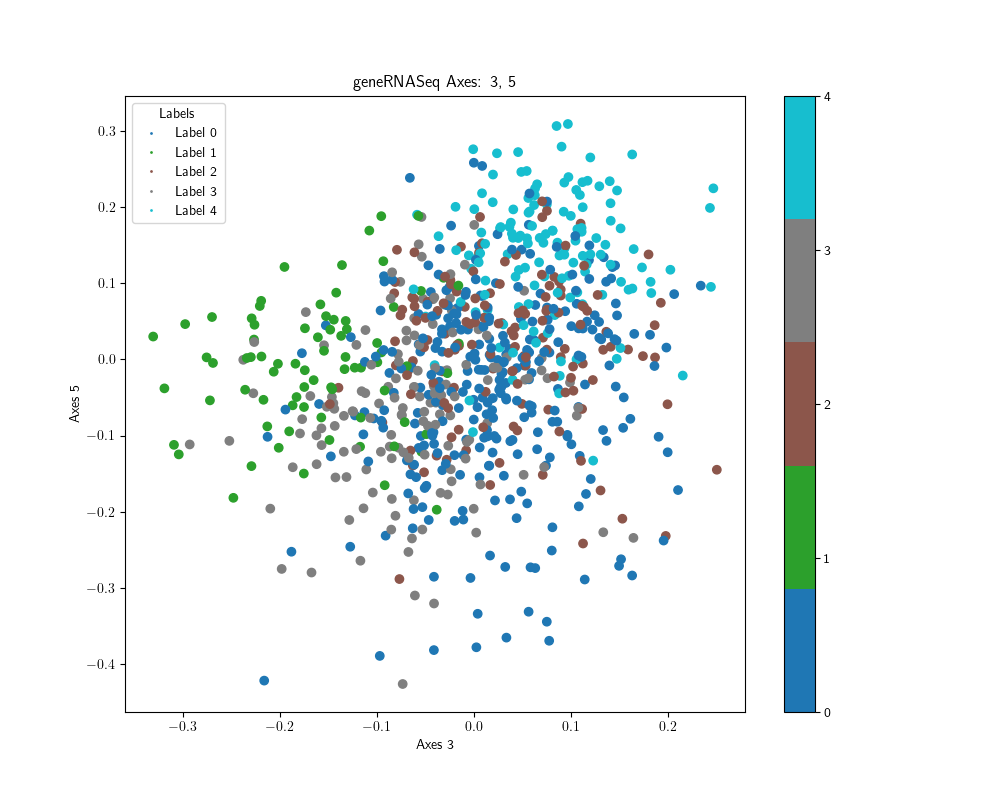 geneRNASeq Axes: 3, 5
Labels
Label 0
Label 1
Label 2
Label 3
Label 4
0.3
0.2
0.1
0.0
−0.1
−0.2
−0.3
−0.4
Axes 5
−0.3
−0.2
−0.1
0.0
0.1
0.2
Axes 3
4
3
2
1
0